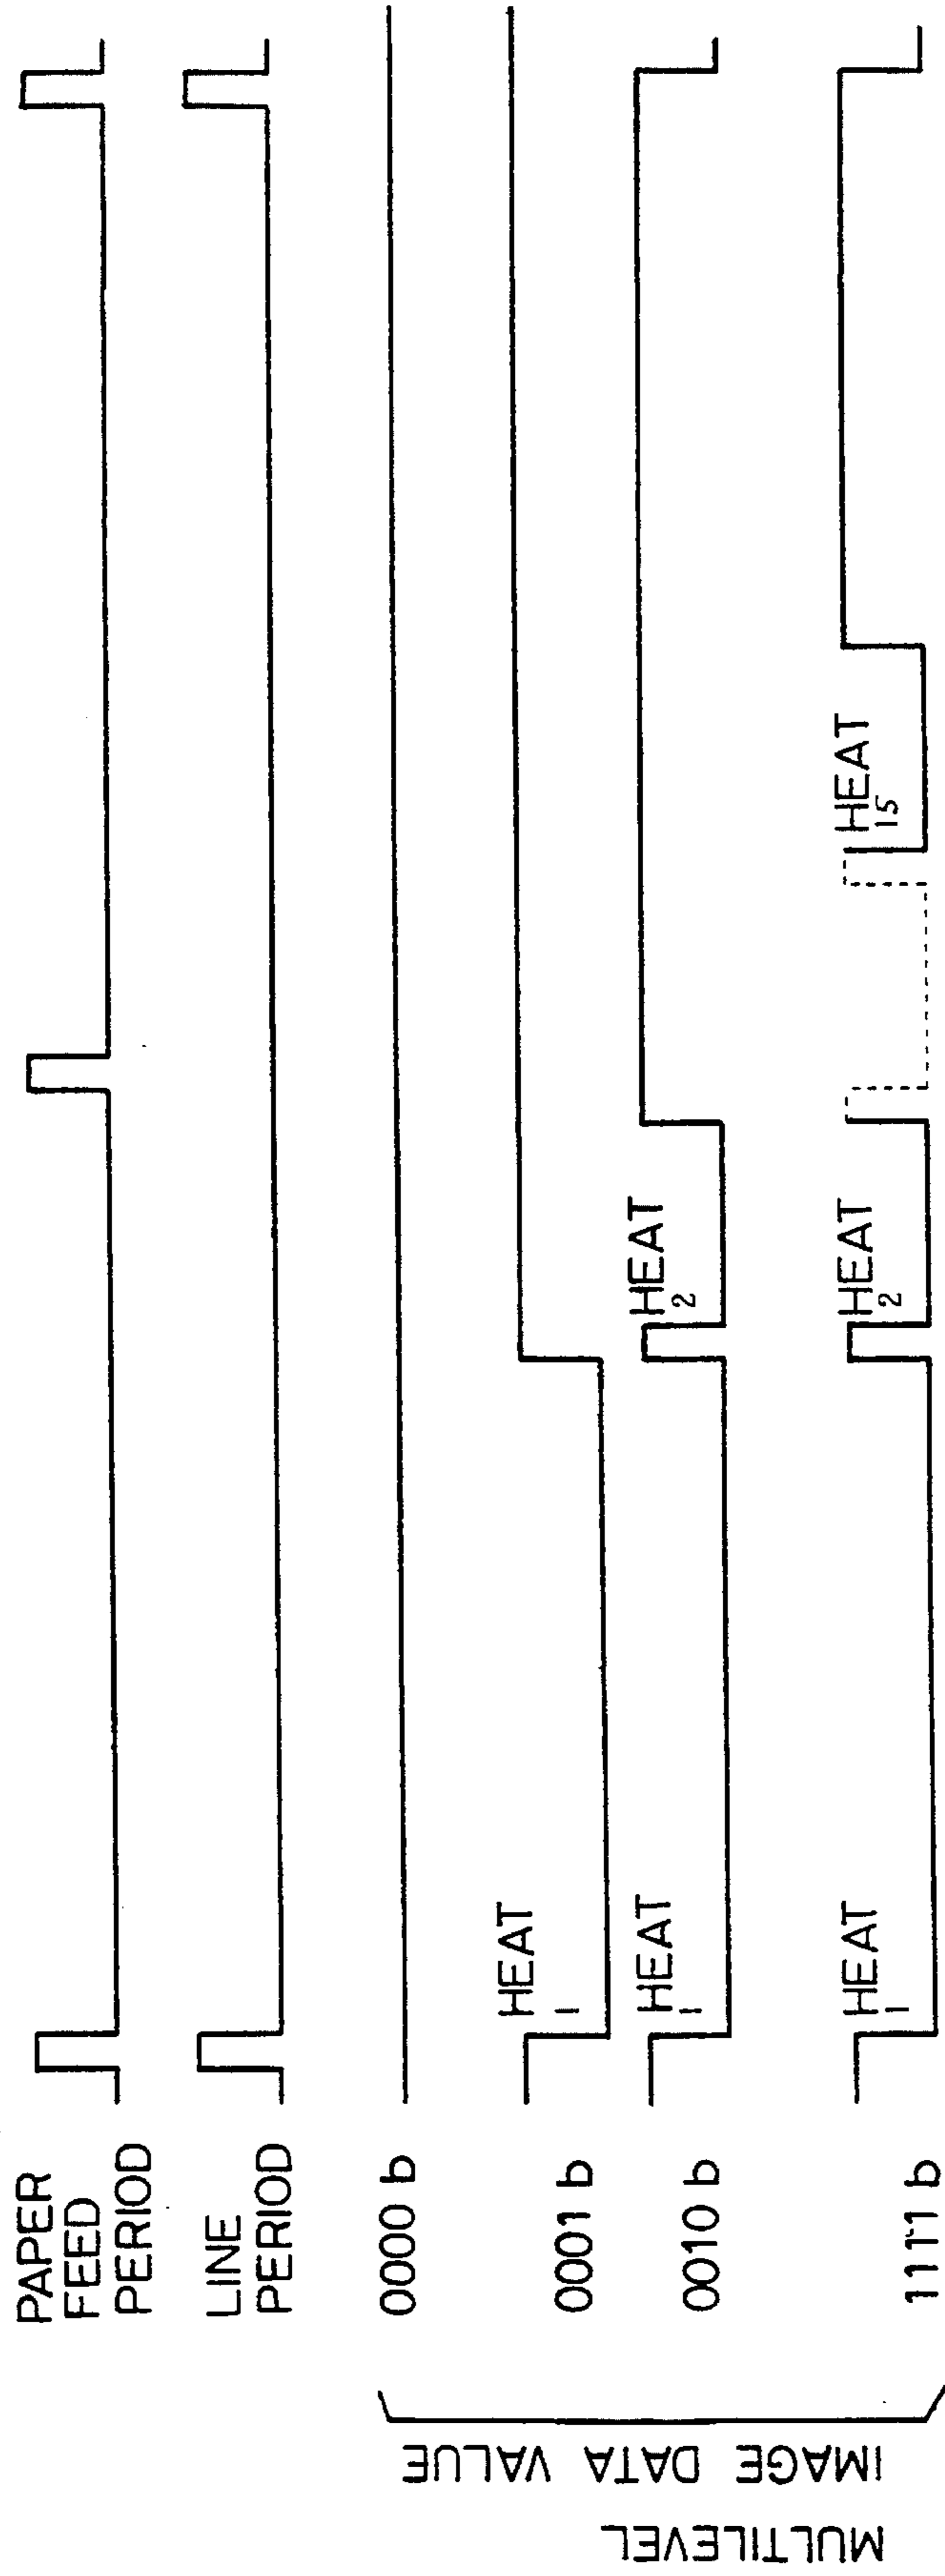 PAPER
FEED
PERIOD
LINE
PERIOD
MULTILEVEL
IMAGE DATA VALUE
0000 b
0001 b
HEAT
1
0010 b
HEAT
1
HEAT
2
1111 b
HEAT
1
HEAT
2
HEAT
15